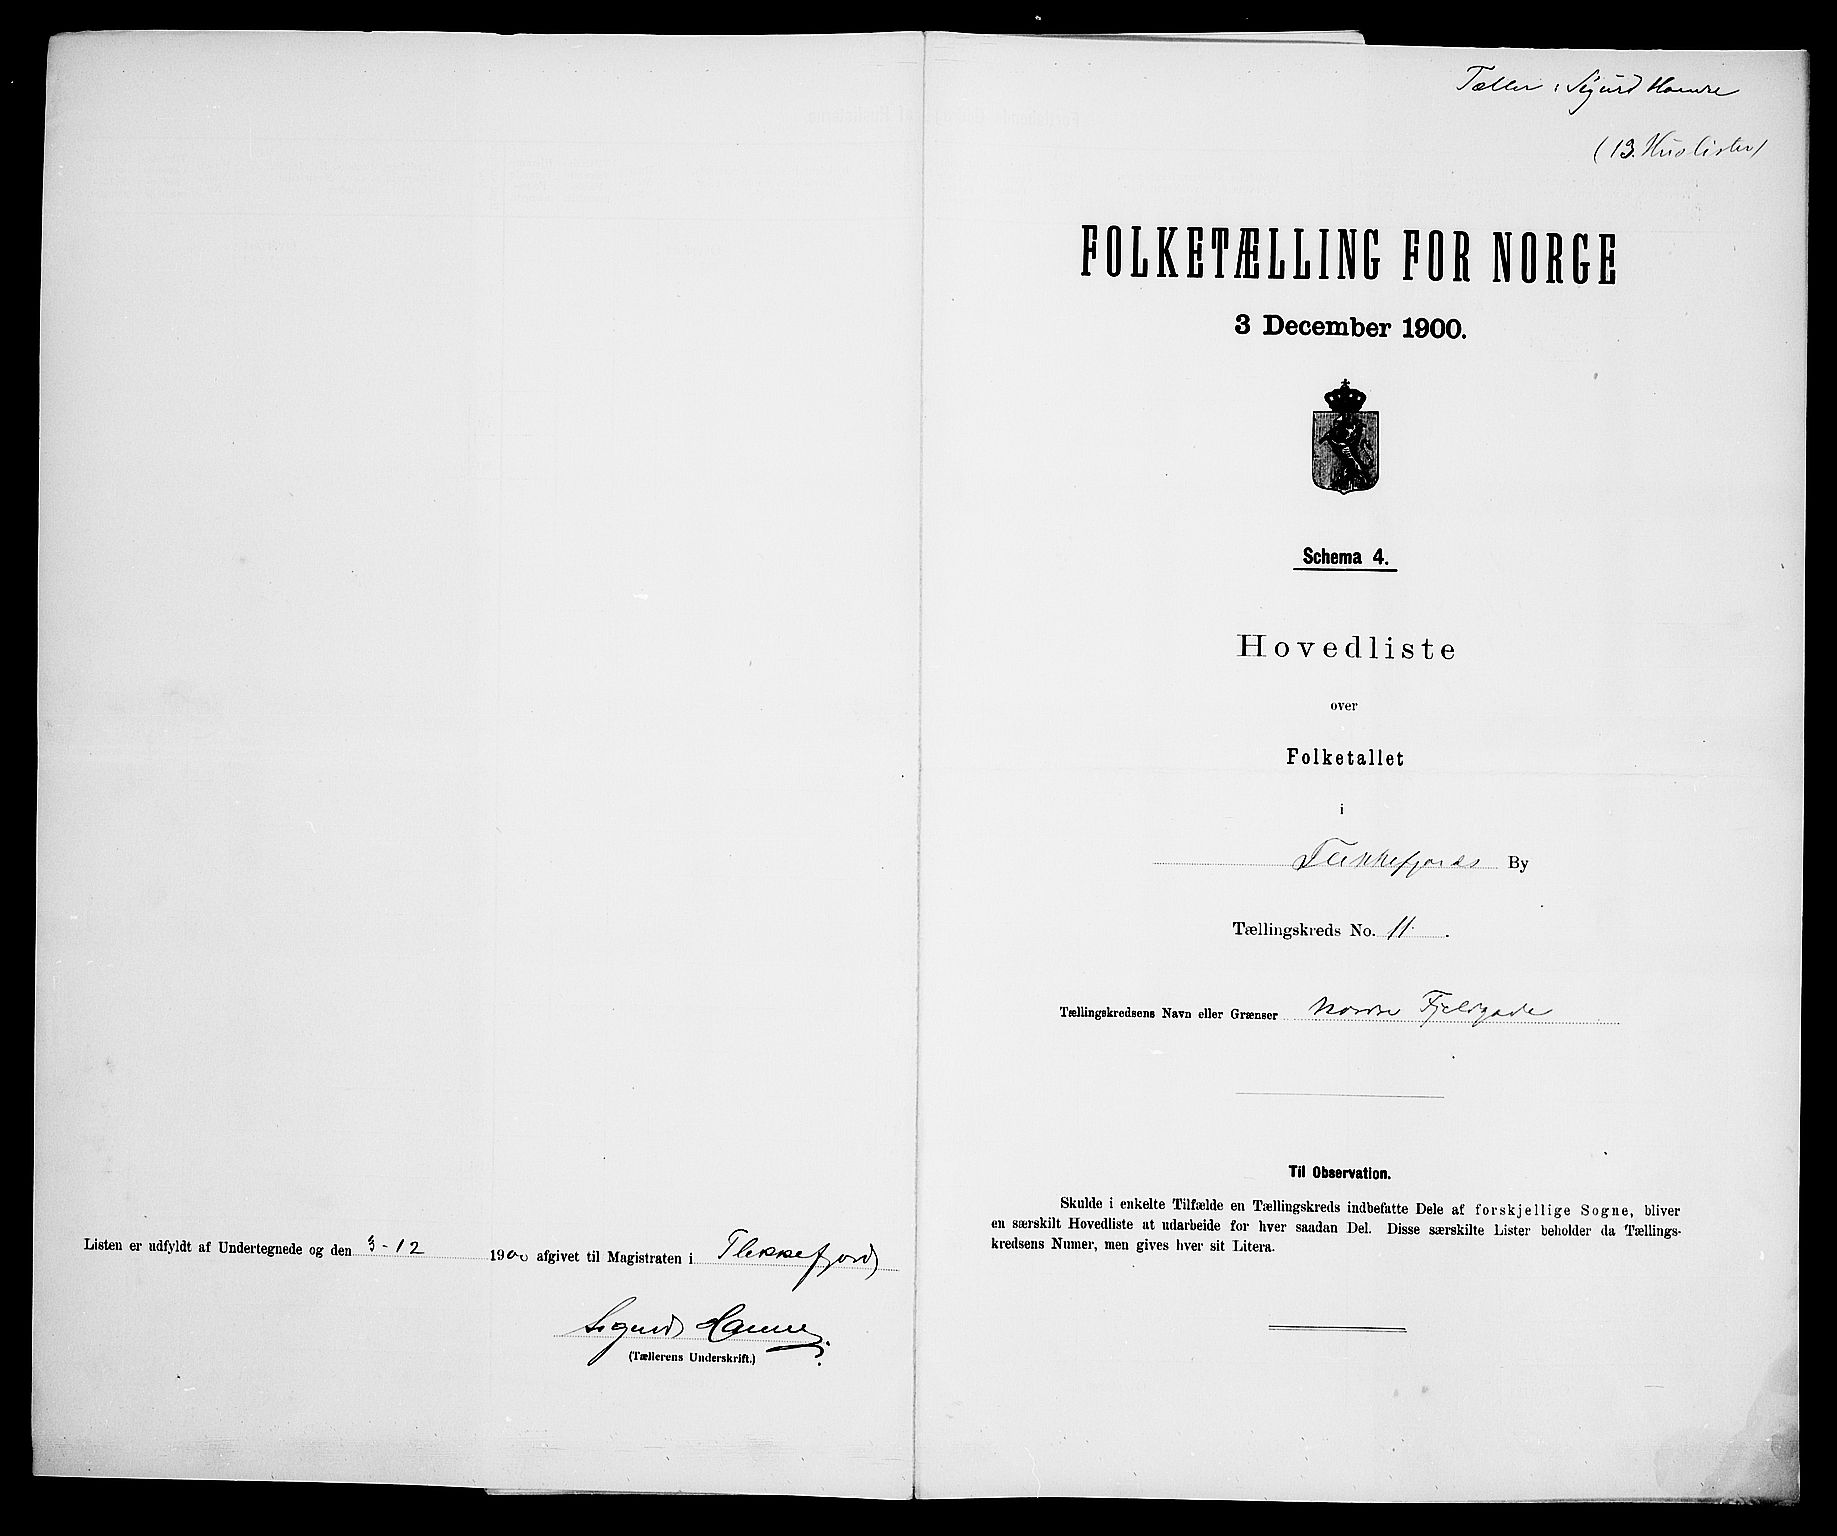 Listen er udfyldt af Undertegnede og den 3-12 1900 afgivet til Magistraten i Flekkefjord
Sigurd Hamre
(Tællerens Underskrift.)
Tæller: Sigurd Hamre
(13. Huslister)
FOLKETÆLLING FOR NORGE
3 December 1900.
Schema 4.
Hovedliste
over
Folketallet
i
Flekkefjords By
Tællingskreds No. 11.
Tællingskredsens Navn eller Grænser Nordre Fjeldgade
Til Observation.
Skulde i enkelte Tilfælde en Tællingskreds indbefatte Dele af forskjellige Sogne, bliver
en særskilt Hovedliste at udarbeide for hver saadan Del. Disse særskilte Lister beholder da Tællings-
kredsens Numer, men gives hver sit Litera.